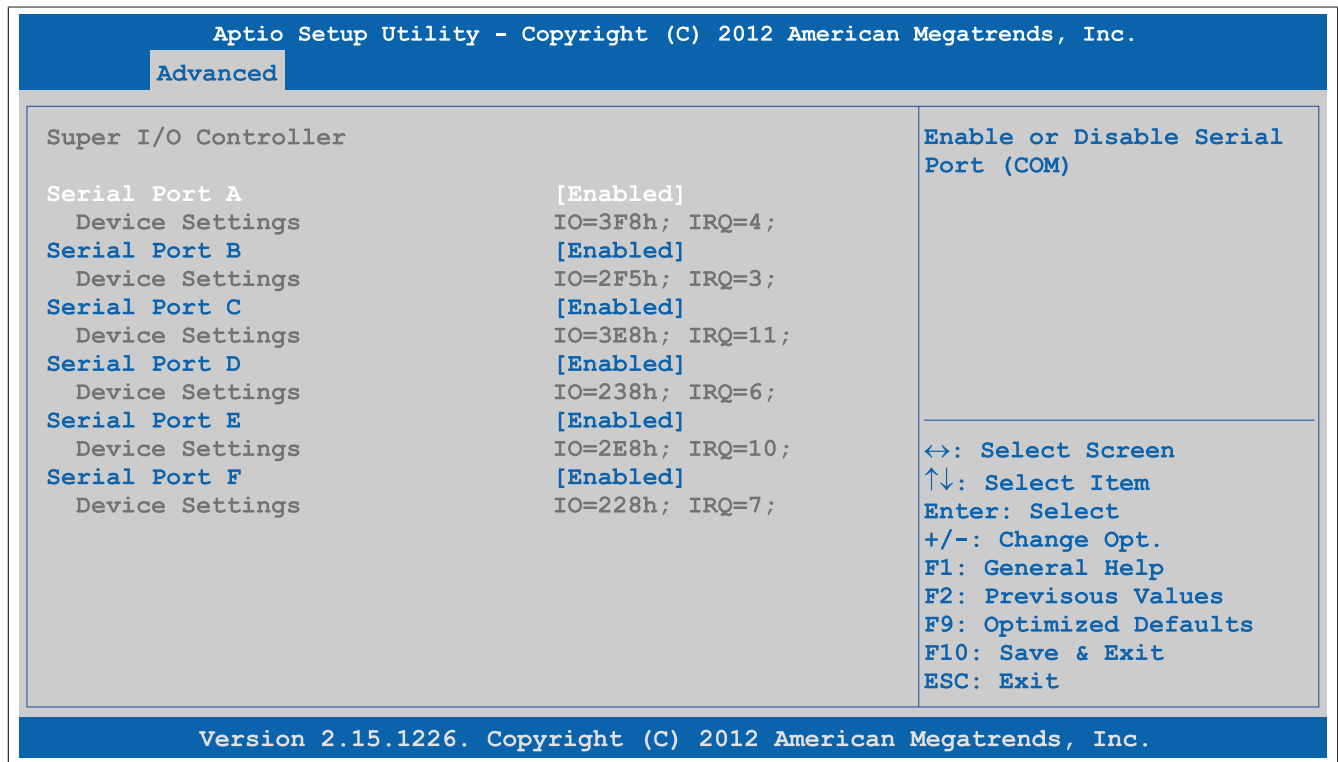 Aptio Setup Utility - Copyright (C) 2012 American Megatrends, Inc.
Advanced
Super I/O Controller
Serial Port A [Enabled]
Device Settings IO=3F8h; IRQ=4;
Serial Port B [Enabled]
Device Settings IO=2F5h; IRQ=3;
Serial Port C [Enabled]
Device Settings IO=3E8h; IRQ=11;
Serial Port D [Enabled]
Device Settings IO=238h; IRQ=6;
Serial Port E [Enabled]
Device Settings IO=2E8h; IRQ=10;
Serial Port F [Enabled]
Device Settings IO=228h; IRQ=7;
Enable or Disable Serial
Port (COM)
↔: Select Screen
↑↓: Select Item
Enter: Select
+/-: Change Opt.
F1: General Help
F2: Previsous Values
F9: Optimized Defaults
F10: Save & Exit
ESC: Exit
Version 2.15.1226. Copyright (C) 2012 American Megatrends, Inc.